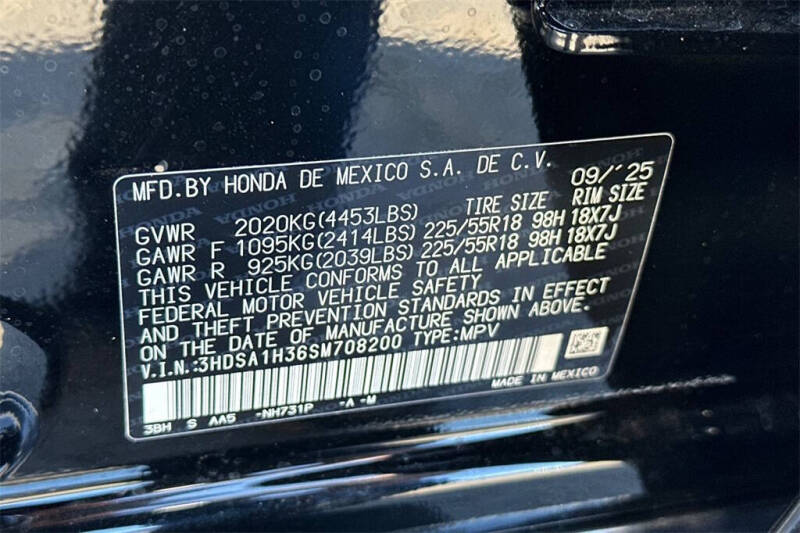 MFD.BY HONDA DE MEXICO S.A. DE C.V. 09/'25
TIRE SIZE RIM SIZE
GVWR 2020KG(4453LBS)
GAWR F 1095KG(2414LBS) 225/55R18 98H 18X7J
GAWR R 925KG(2039LBS) 225/55R18 98H 18X7J
THIS VEHICLE CONFORMS TO ALL APPLICABLE
FEDERAL MOTOR VEHICLE SAFETY
AND THEFT PREVENTION STANDARDS IN EFFECT
ON THE DATE OF MANUFACTURE SHOWN ABOVE.
V.I.N.:3HDSA1H36SM708200 TYPE:MPV
MADE IN MEXICO
3BH S AA5 -NH731P -A -M